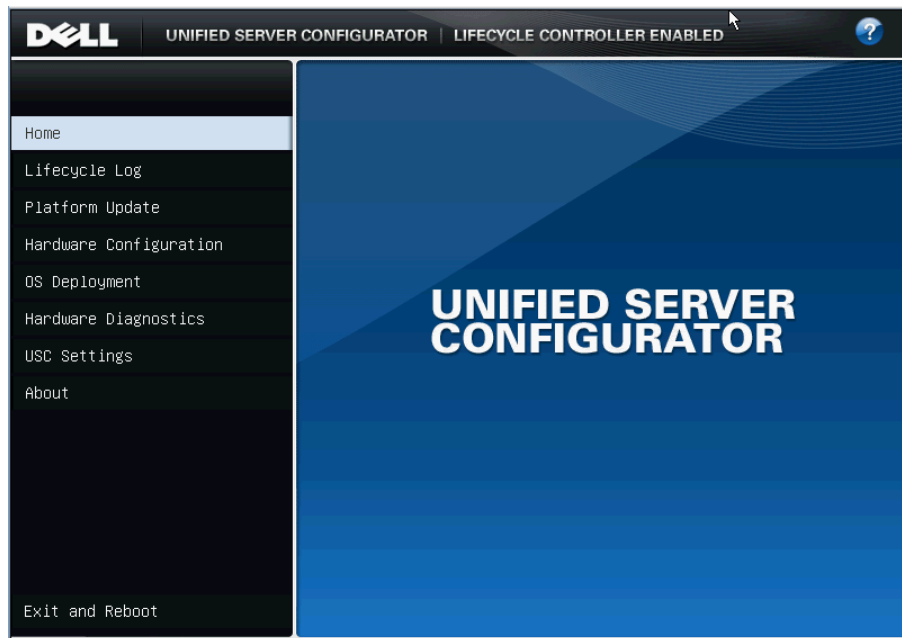 DELL
UNIFIED SERVER CONFIGURATOR | LIFECYCLE CONTROLLER ENABLED
?
Home
Lifecycle Log
Platform Update
Hardware Configuration
OS Deployment
Hardware Diagnostics
USC Settings
About
Exit and Reboot
UNIFIED SERVER
CONFIGURATOR